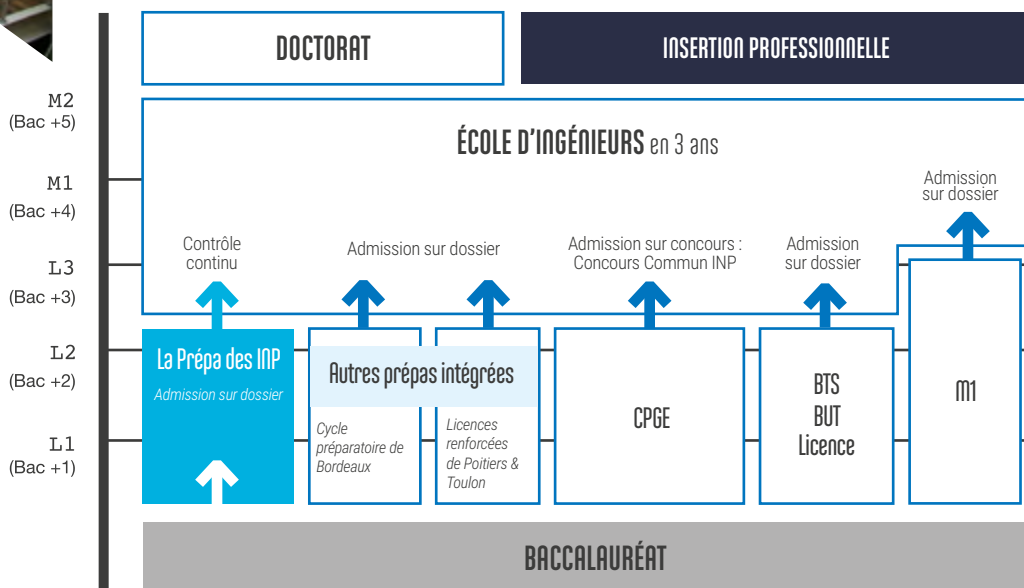 DOCTORAT
INSERTION PROFESSIONNELLE
M2
(Bac +5)
ÉCOLE D'INGÉNIEURS en 3 ans
M1
(Bac +4)
Admission
sur dossier
Contrôle
continu
Admission sur dossier
Admission sur concours :
Concours Commun INP
Admission
sur dossier
L3
(Bac +3)
L2
(Bac +2)
La Prépa des INP
Admission sur dossier
Autres prépas intégrées
Cycle
préparatoire de
Bordeaux
Licences
renforcées
de Poitiers &
Toulon
CPGE
BTS
BUT
Licence
M1
L1
(Bac +1)
BACCALAURÉAT